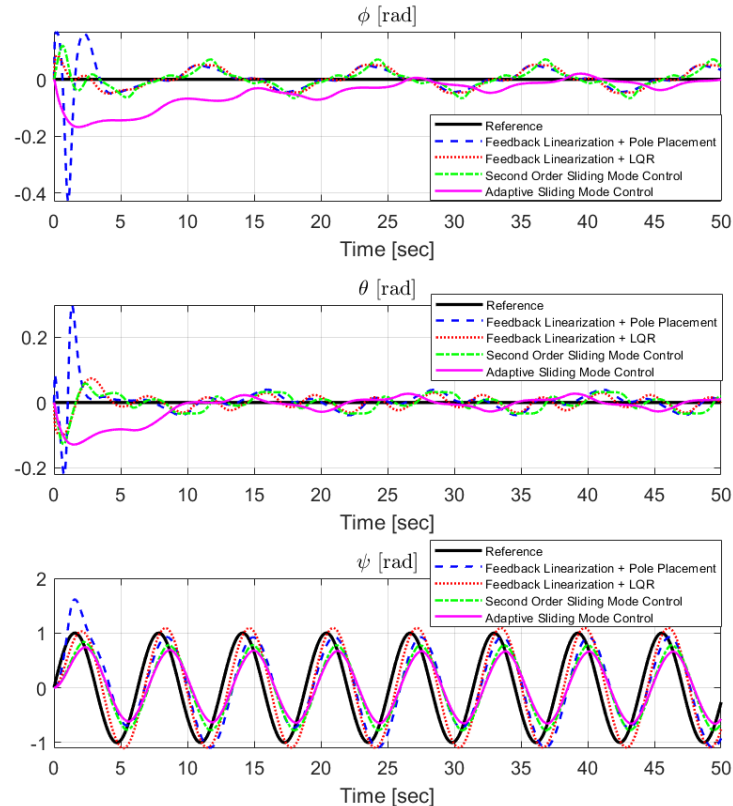 ϕ [rad]
0
-0.2
-0.4
Reference
Feedback Linearization + Pole Placement
Feedback Linearization + LQR
Second Order Sliding Mode Control
Adaptive Sliding Mode Control
0 5 10 15 20 25 30 35 40 45 50
Time [sec]
θ [rad]
0.2
0
-0.2
Reference
Feedback Linearization + Pole Placement
Feedback Linearization + LQR
Second Order Sliding Mode Control
Adaptive Sliding Mode Control
0 5 10 15 20 25 30 35 40 45 50
Time [sec]
ψ [rad]
2
1
0
-1
Reference
Feedback Linearization + Pole Placement
Feedback Linearization + LQR
Second Order Sliding Mode Control
Adaptive Sliding Mode Control
0 5 10 15 20 25 30 35 40 45 50
Time [sec]